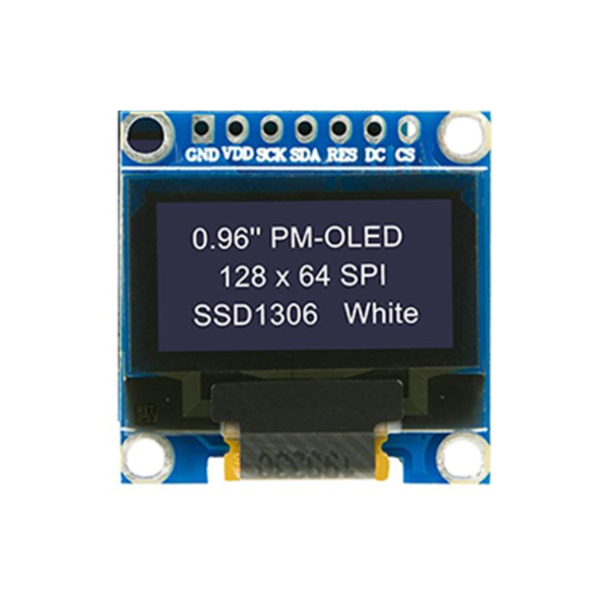 GND VDD SCK SDA RES DC CS
0.96" PM-OLED
128 x 64 SPI
SSD1306 White